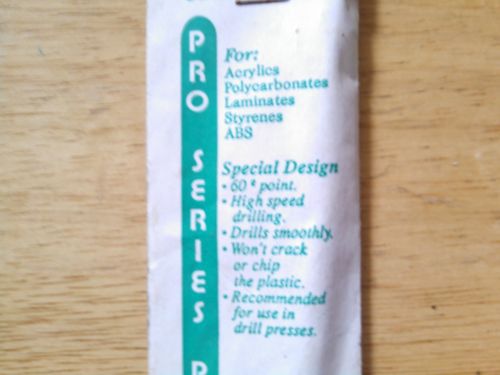 PRO SERIES P
For:
Acrylics
Polycarbonates
Laminates
Styrenes
ABS
Special Design
• 60° point.
• High speed
drilling.
• Drills smoothly.
• Won't crack
or chip
the plastic.
• Recommended
for use in
drill presses.